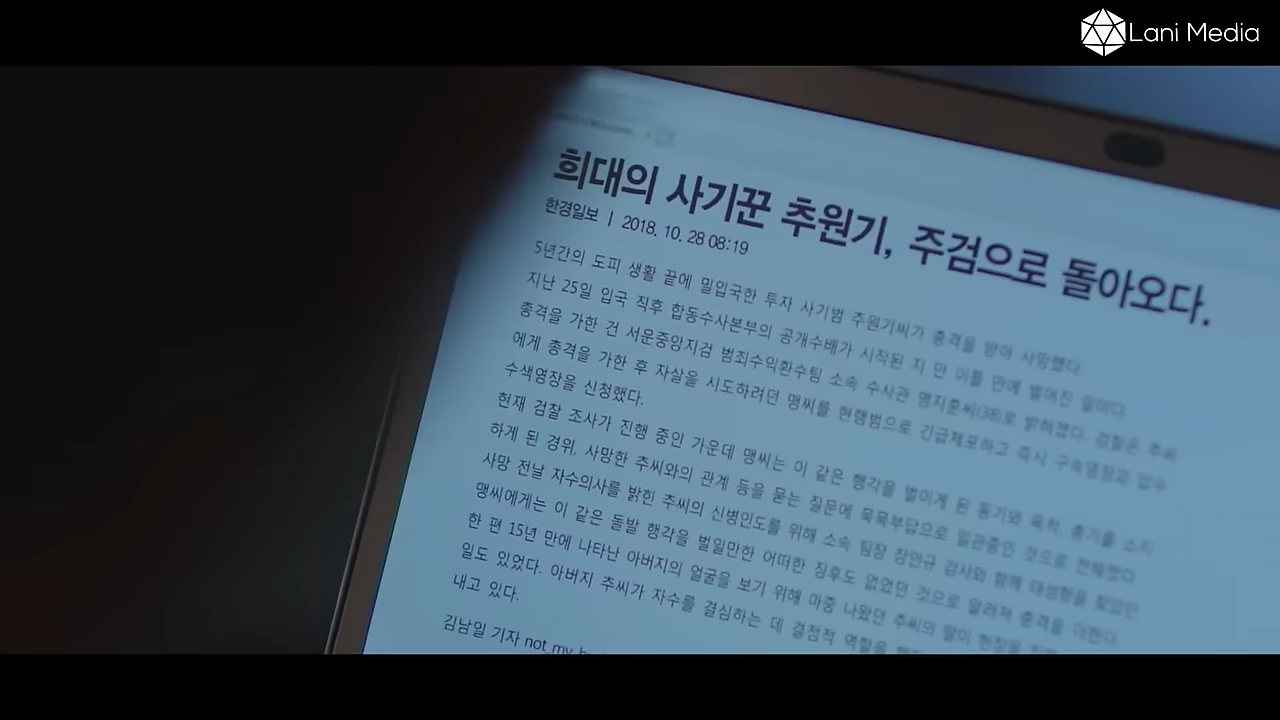 Lani Media
희대의 사기꾼 추원기, 주검으로 돌아오다.
한경일보 | 2018. 10. 28 08:19
5년간의 도피 생활 끝에 밀입국한 투자 사기범 추원기씨가 총격을 받아 사망했다.
지난 25일 입국 직후 합동수사본부의 공개수배가 시작된 지 만 이틀 만에 벌어진 일이다.
총격을 가한 건 서운중앙지검 범죄수익환수팀 소속 수사관 맹지훈씨(38)로 밝혀졌다. 검찰은 추씨
에게 총격을 가한 후 자살을 시도하려던 맹씨를 현행범으로 긴급체포하고 즉시 구속영장과 압수
수색영장을 신청했다.
현재 검찰 조사가 진행 중인 가운데 맹씨는 이 같은 행각을 벌이게 된 동기와 목적, 총기를 소지
하게 된 경위, 사망한 추씨와의 관계 등을 묻는 질문에 묵묵부답으로 일관중인 것으로 전해졌다.
사망 전날 자수의사를 밝힌 추씨의 신병인도를 위해 소속 팀장 장인규 검사와 함께 태성항을 찾았던
맹씨에게는 이 같은 돌발 행각을 벌일만한 어떠한 징후도 없었던 것으로 알려져 충격을 더한다.
한 편 15년 만에 나타난 아버지의 얼굴을 보기 위해 마중 나왔던 추씨의 딸이 현장을
일도 있었다. 아버지 추씨가 자수를 결심하는 데 결정적 역할을
내고 있다.
김남일 기자 not_my